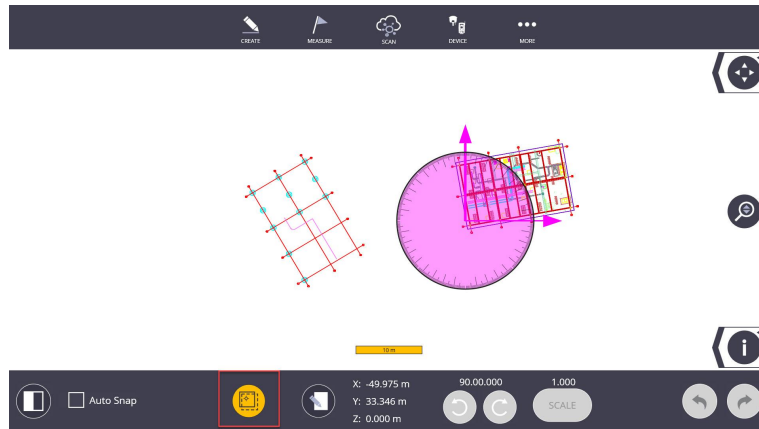 CREATE
MEASURE
SCAN
DEVICE
MORE
10 m
Auto Snap
X: -49.975 m
Y: 33.346 m
Z: 0.000 m
90.00.000
1.000
SCALE